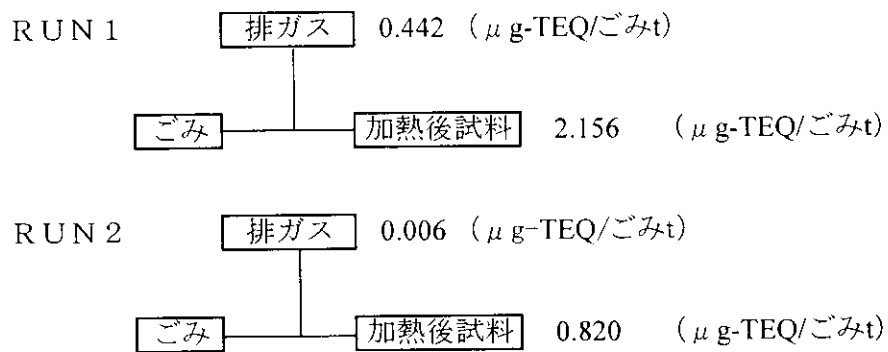 RUN1 排ガス 0.442 (μg-TEQ/ごみt)
ごみ 加熱後試料 2.156 (μg-TEQ/ごみt)
RUN2 排ガス 0.006 (μg-TEQ/ごみt)
ごみ 加熱後試料 0.820 (μg-TEQ/ごみt)